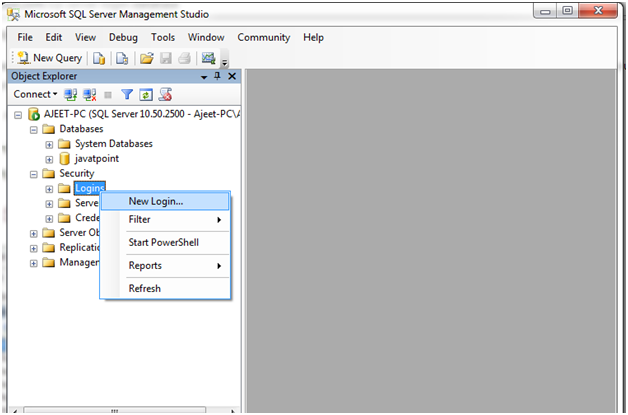 Microsoft SQL Server Management Studio
File Edit View Debug Tools Window Community Help
New Query
Object Explorer
Connect
AJEET-PC (SQL Server 10.50.2500 - Ajeet-PC\A
Databases
System Databases
javatpoint
Security
Logins
New Login...
Serve
Filter
Crede
Server Ob
Start PowerShell
Replicatio
Managem
Reports
Refresh